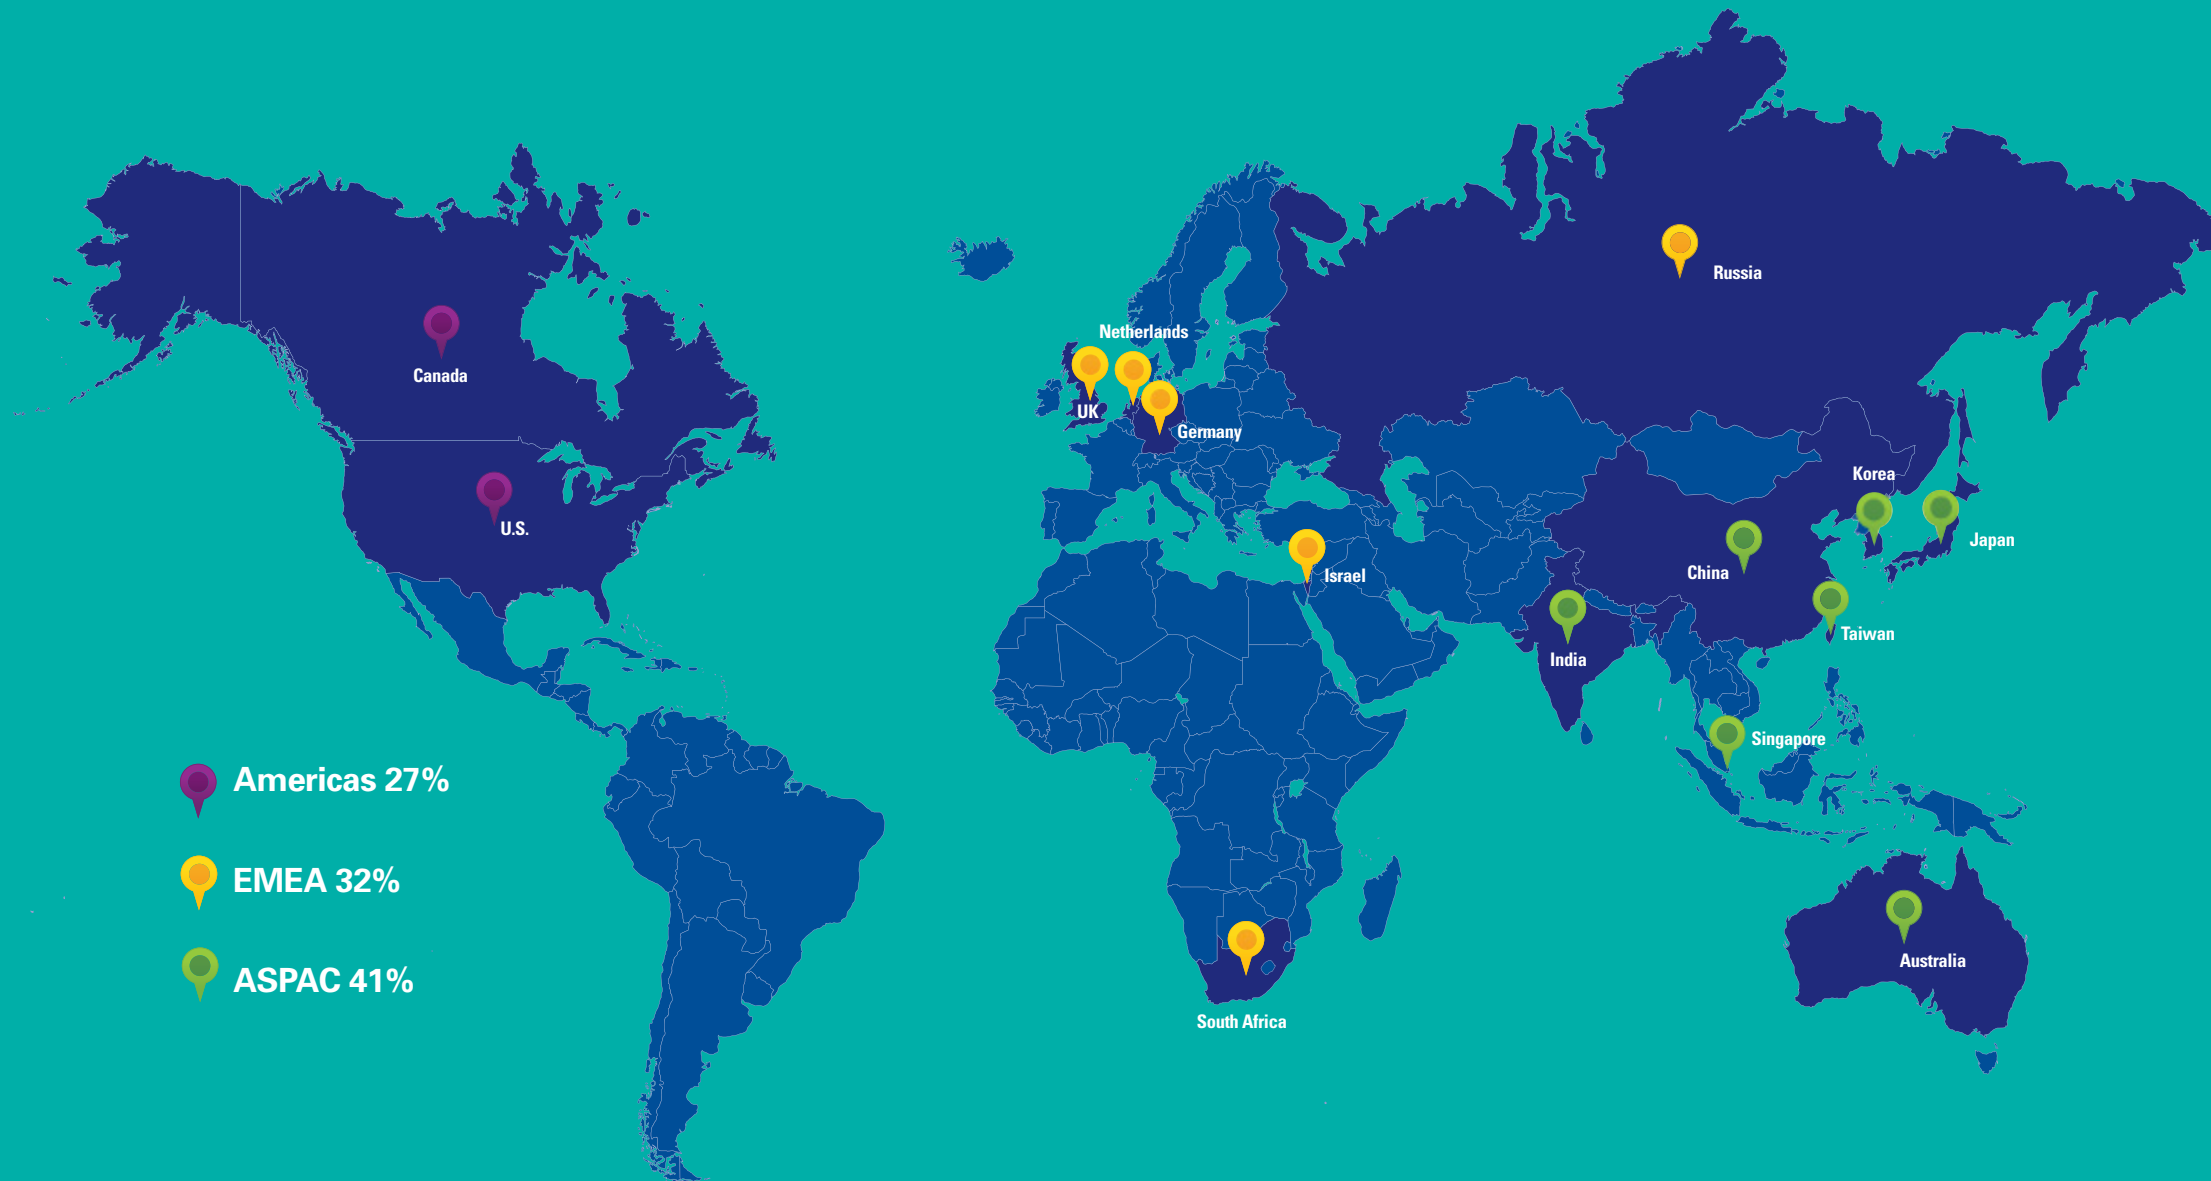 Russia
Netherlands
Canada
UK
Germany
Korea
U.S.
Japan
China
Israel
Taiwan
India
Singapore
Americas 27%
EMEA 32%
ASPAC 41%
Australia
South Africa